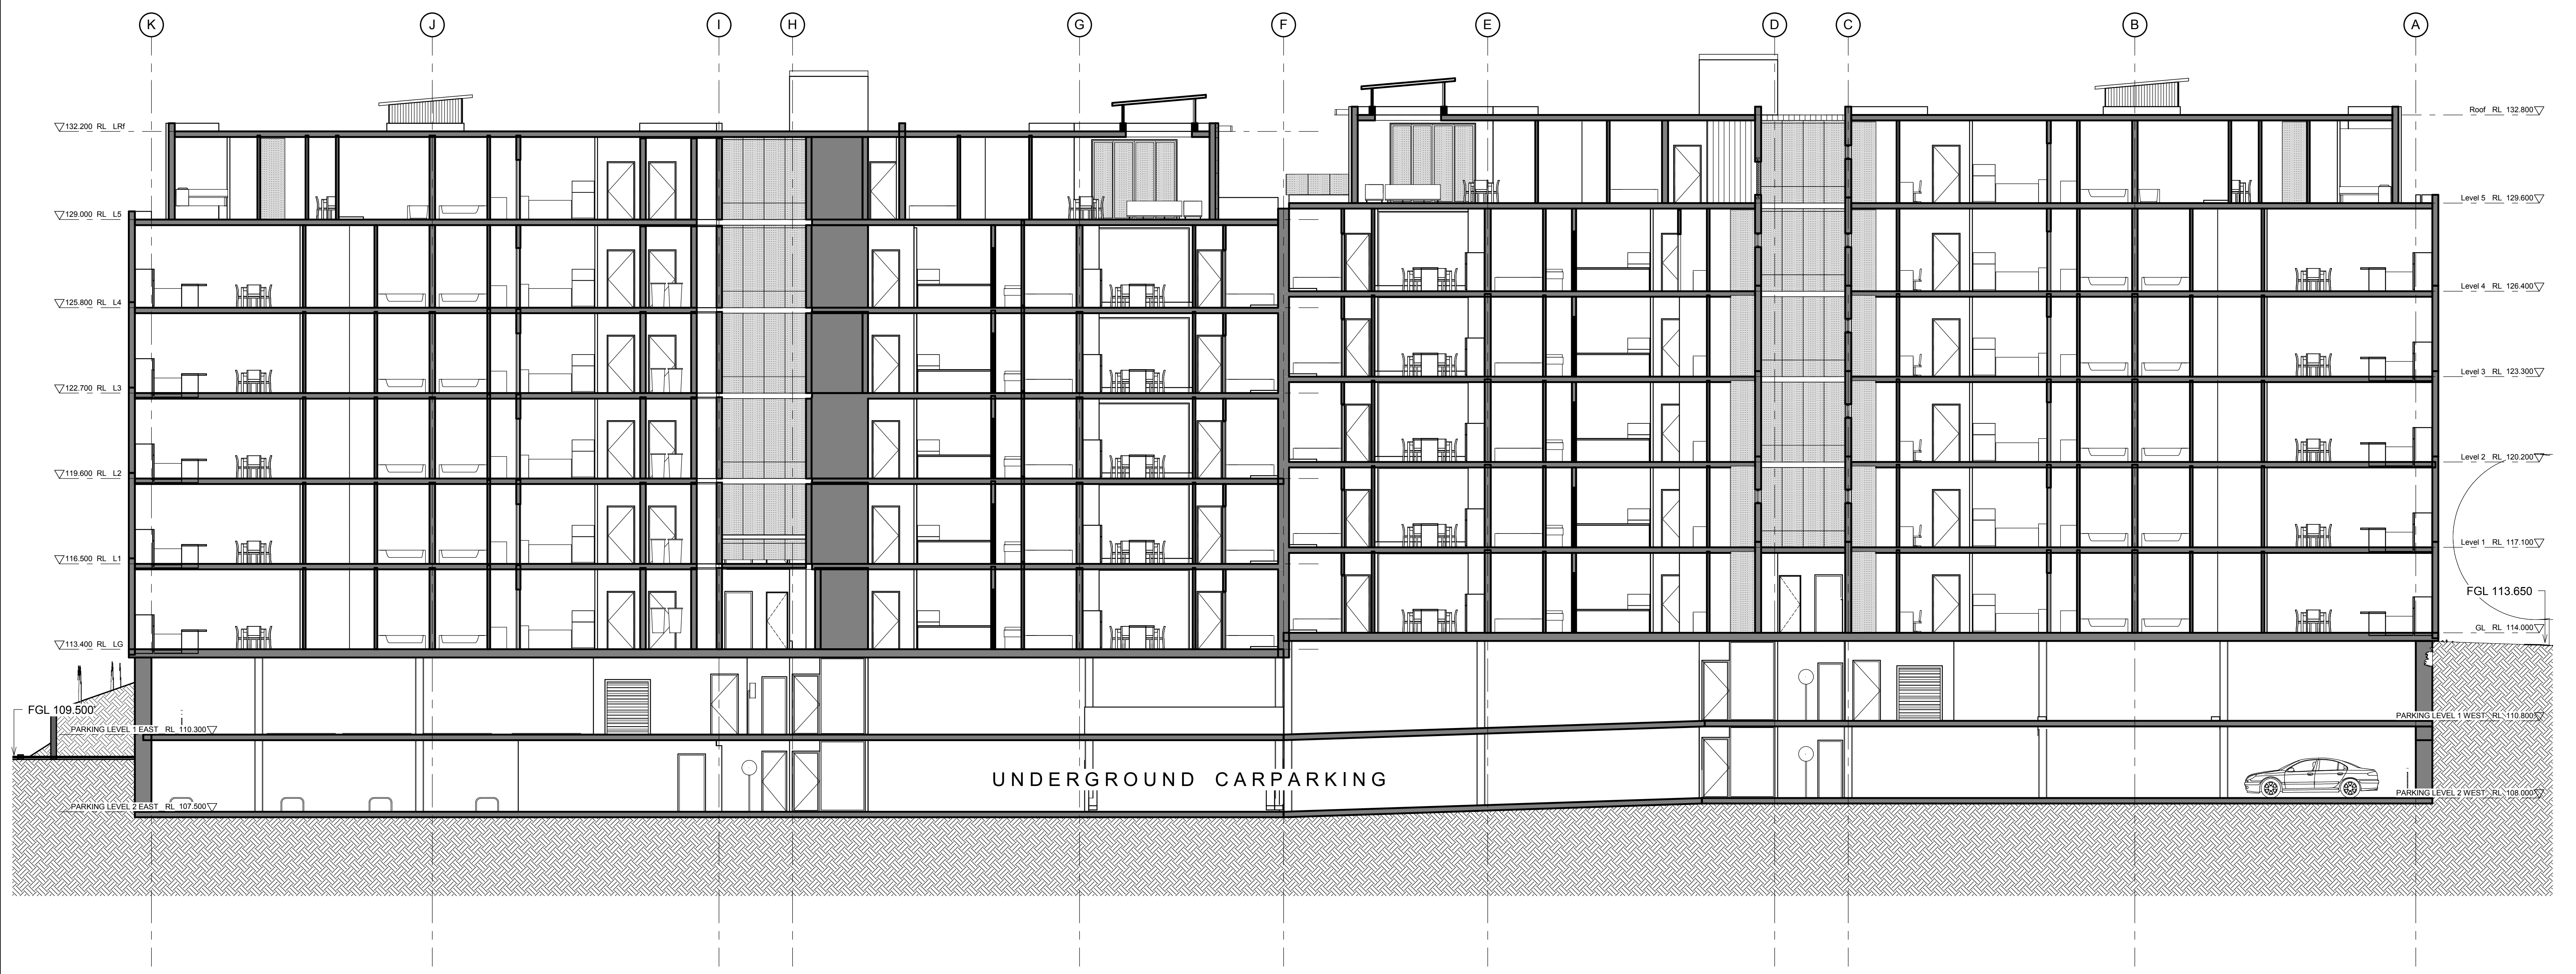 K J I H G F E D C B A
132.200 RL LRf
Roof RL 132.800
129.000 RL L5
Level 5 RL 129.600
125.800 RL L4
Level 4 RL 126.400
122.700 RL L3
Level 3 RL 123.300
119.600 RL L2
Level 2 RL 120.200
116.500 RL L1
Level 1 RL 117.100
FGL 113.650
GL RL 114.000
113.400 RL LG
FGL 109.500
PARKING LEVEL 1 EAST RL 110.300
PARKING LEVEL 1 WEST RL 110.800
UNDERGROUND CARPARKING
PARKING LEVEL 2 EAST RL 107.500
PARKING LEVEL 2 WEST RL 108.000